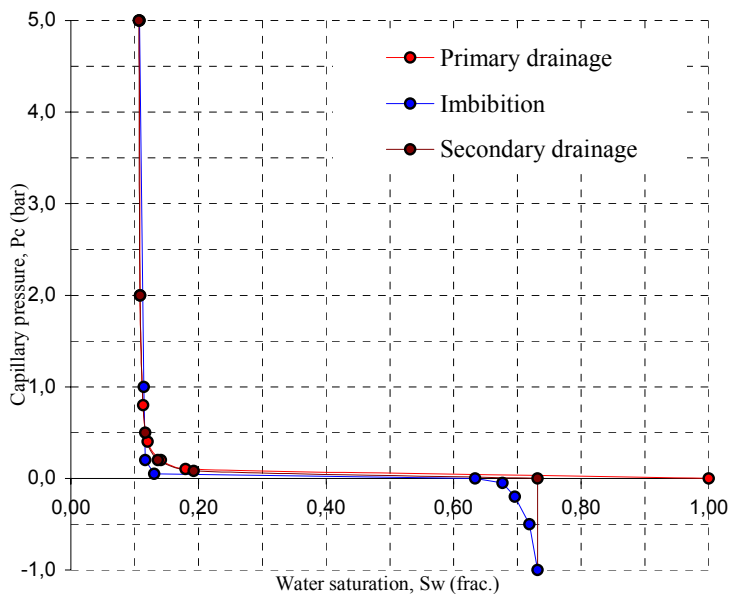 5,0
4,0
3,0
2,0
1,0
0,0
-1,0
Capillary pressure, Pc (bar)
Primary drainage
Imbibition
Secondary drainage
0,00
0,20
0,40
0,60
0,80
1,00
Water saturation, Sw (frac.)